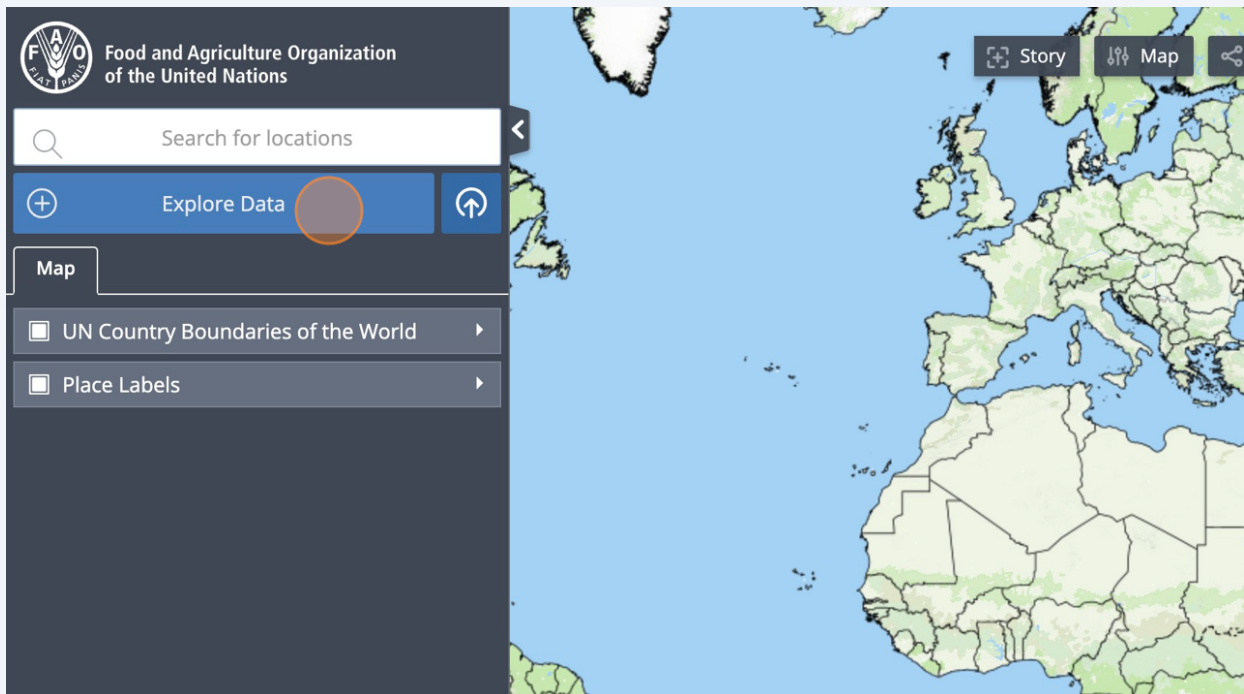 FAO
FIAT PANIS
Food and Agriculture Organization
of the United Nations
Story
Map
Search for locations
Explore Data
Map
UN Country Boundaries of the World
Place Labels